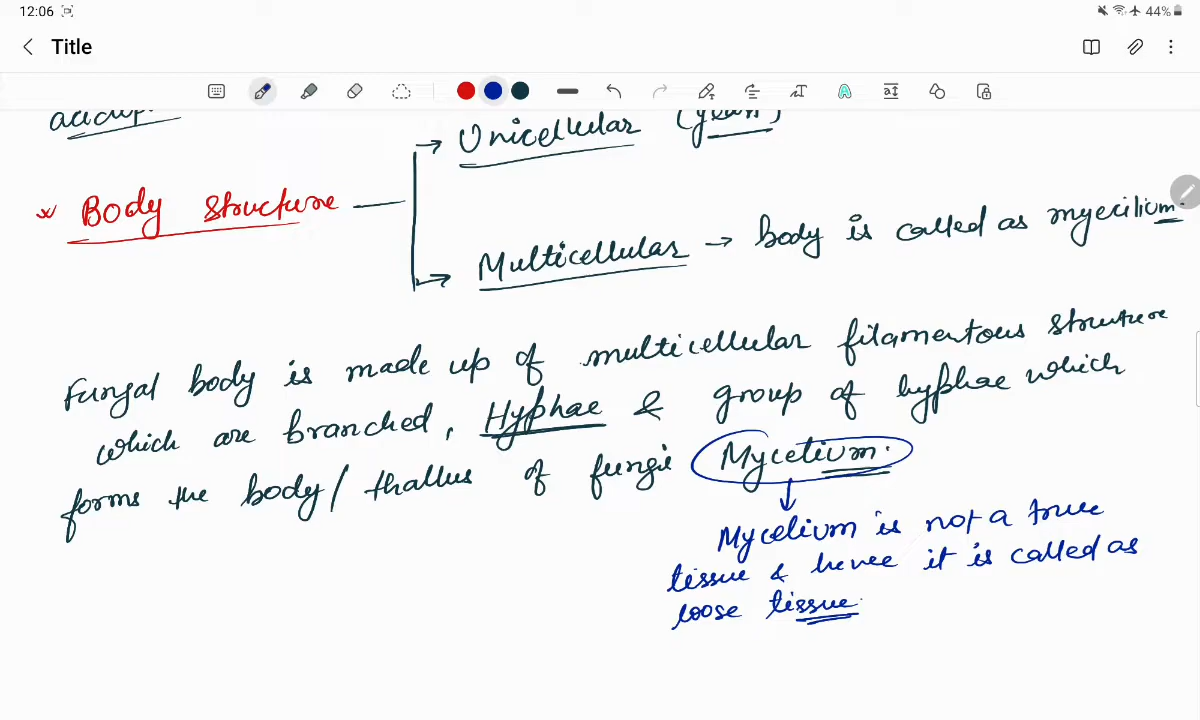 12:06
44%
Title
Unicellular
* Body structure
Multicellular → body is called as myecilium.
Fungal body is made up of multicellular filamentous structure
which are branched, Hyphae & group of hyphae which
forms the body/ thallus of fungi Mycelium.
Mycelium is not a true
tissue & hence it is called as
loose tissue.